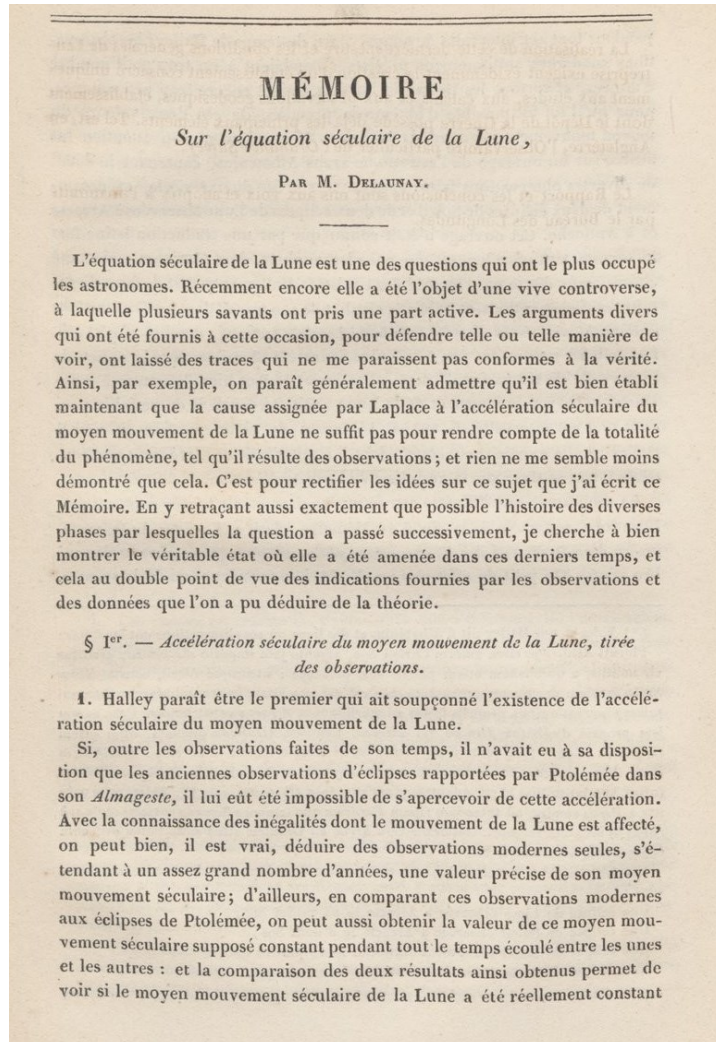 MÉMOIRE
Sur l'équation séculaire de la Lune,
PAR M. DELAUNAY.
L'équation séculaire de la Lune est une des questions qui ont le plus occupé
les astronomes. Récemment encore elle a été l'objet d'une vive controverse,
à laquelle plusieurs savants ont pris une part active. Les arguments divers
qui ont été fournis à cette occasion, pour défendre telle ou telle manière de
voir, ont laissé des traces qui ne me paraissent pas conformes à la vérité.
Ainsi, par exemple, on paraît généralement admettre qu'il est bien établi
maintenant que la cause assignée par Laplace à l'accélération séculaire du
moyen mouvement de la Lune ne suffit pas pour rendre compte de la totalité
du phénomène, tel qu'il résulte des observations; et rien ne me semble moins
démontré que cela. C'est pour rectifier les idées sur ce sujet que j'ai écrit ce
Mémoire. En y retraçant aussi exactement que possible l'histoire des diverses
phases par lesquelles la question a passé successivement, je cherche à bien
montrer le véritable état où elle a été amenée dans ces derniers temps, et
cela au double point de vue des indications fournies par les observations et
des données que l'on a pu déduire de la théorie.
§ Ier. — Accélération séculaire du moyen mouvement de la Lune, tirée
des observations.
1. Halley paraît être le premier qui ait soupçonné l'existence de l'accélé-
ration séculaire du moyen mouvement de la Lune.
Si, outre les observations faites de son temps, il n'avait eu à sa disposi-
tion que les anciennes observations d'éclipses rapportées par Ptolémée dans
son Almageste, il lui eût été impossible de s'apercevoir de cette accélération.
Avec la connaissance des inégalités dont le mouvement de la Lune est affecté,
on peut bien, il est vrai, déduire des observations modernes seules, s'é-
tendant à un assez grand nombre d'années, une valeur précise de son moyen
mouvement séculaire; d'ailleurs, en comparant ces observations modernes
aux éclipses de Ptolémée, on peut aussi obtenir la valeur de ce moyen mou-
vement séculaire supposé constant pendant tout le temps écoulé entre les unes
et les autres : et la comparaison des deux résultats ainsi obtenus permet de
voir si le moyen mouvement séculaire de la Lune a été réellement constant